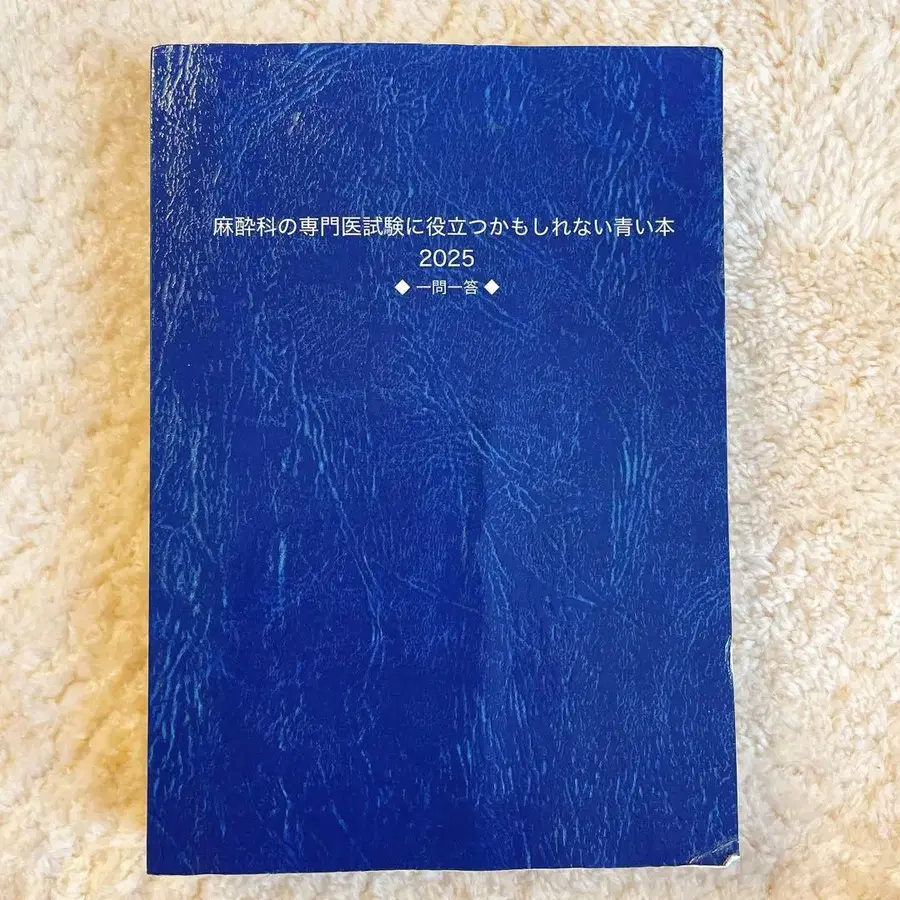 麻酔科の専門医試験に役立つかもしれない青い本
2025
◆ 一問一答 ◆